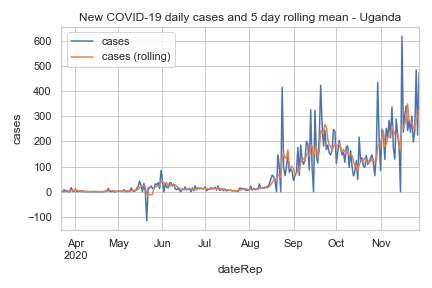 New COVID-19 daily cases and 5 day rolling mean - Uganda
cases
cases (rolling)
600
500
400
300
200
100
0
−100
cases
Apr
2020
May
Jun
Jul
Aug
Sep
Oct
Nov
dateRep